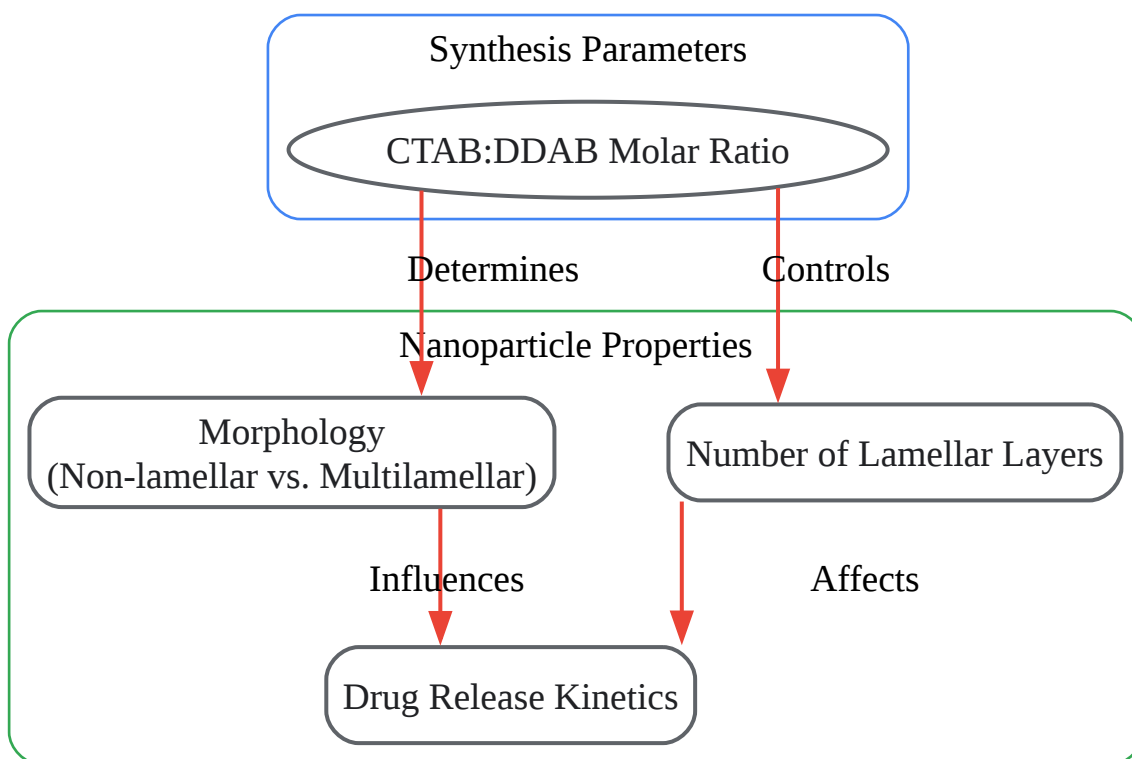 Synthesis Parameters
CTAB:DDAB Molar Ratio
Determines
Controls
Nanoparticle Properties
Morphology
(Non-lamellar vs. Multilamellar)
Number of Lamellar Layers
Influences
Affects
Drug Release Kinetics